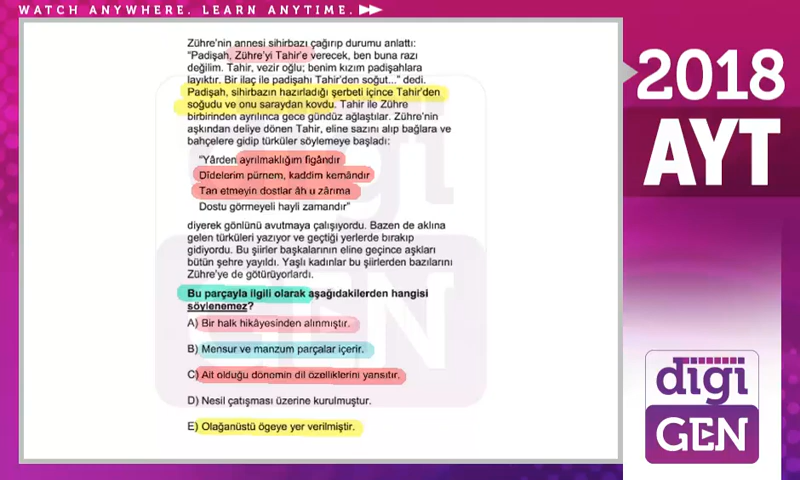 WATCH ANYWHERE. LEARN ANYTIME.
Zühre'nin annesi sihirbazı çağırıp durumu anlattı:
"Padişah, Zühre'yi Tahir'e verecek, ben buna razı
değilim. Tahir, vezir oğlu; benim kızım padişahlara
layıktır. Bir ilaç ile padişahı Tahir'den soğut..." dedi.
Padişah, sihirbazın hazırladığı şerbeti içince Tahir'den
soğudu ve onu saraydan kovdu. Tahir ile Zühre
birbirinden ayrılınca gece gündüz ağlaştılar. Zühre'nin
aşkından deliye dönen Tahir, eline sazını alıp bağlara ve
bahçelere gidip türküler söylemeye başladı:
"Yârden ayrılmaklığım figândır
Dîdelerim pürnem, kaddim kemândır
Tan etmeyin dostlar âh u zârıma
Dostu görmeyeli hayli zamandır"
diyerek gönlünü avutmaya çalışıyordu. Bazen de aklına
gelen türküleri yazıyor ve geçtiği yerlerde bırakıp
gidiyordu. Bu şiirler başkalarının eline geçince aşkları
bütün şehre yayıldı. Yaşlı kadınlar bu şiirlerden bazılarını
Zühre'ye de götürüyorlardı.
Bu parçayla ilgili olarak aşağıdakilerden hangisi
söylenemez?
A) Bir halk hikâyesinden alınmıştır.
B) Mensur ve manzum parçalar içerir.
C) Ait olduğu dönemin dil özelliklerini yansıtır.
D) Nesil çatışması üzerine kurulmuştur.
E) Olağanüstü ögeye yer verilmiştir.
2018
AYT
digi
GEN
digi
GEN